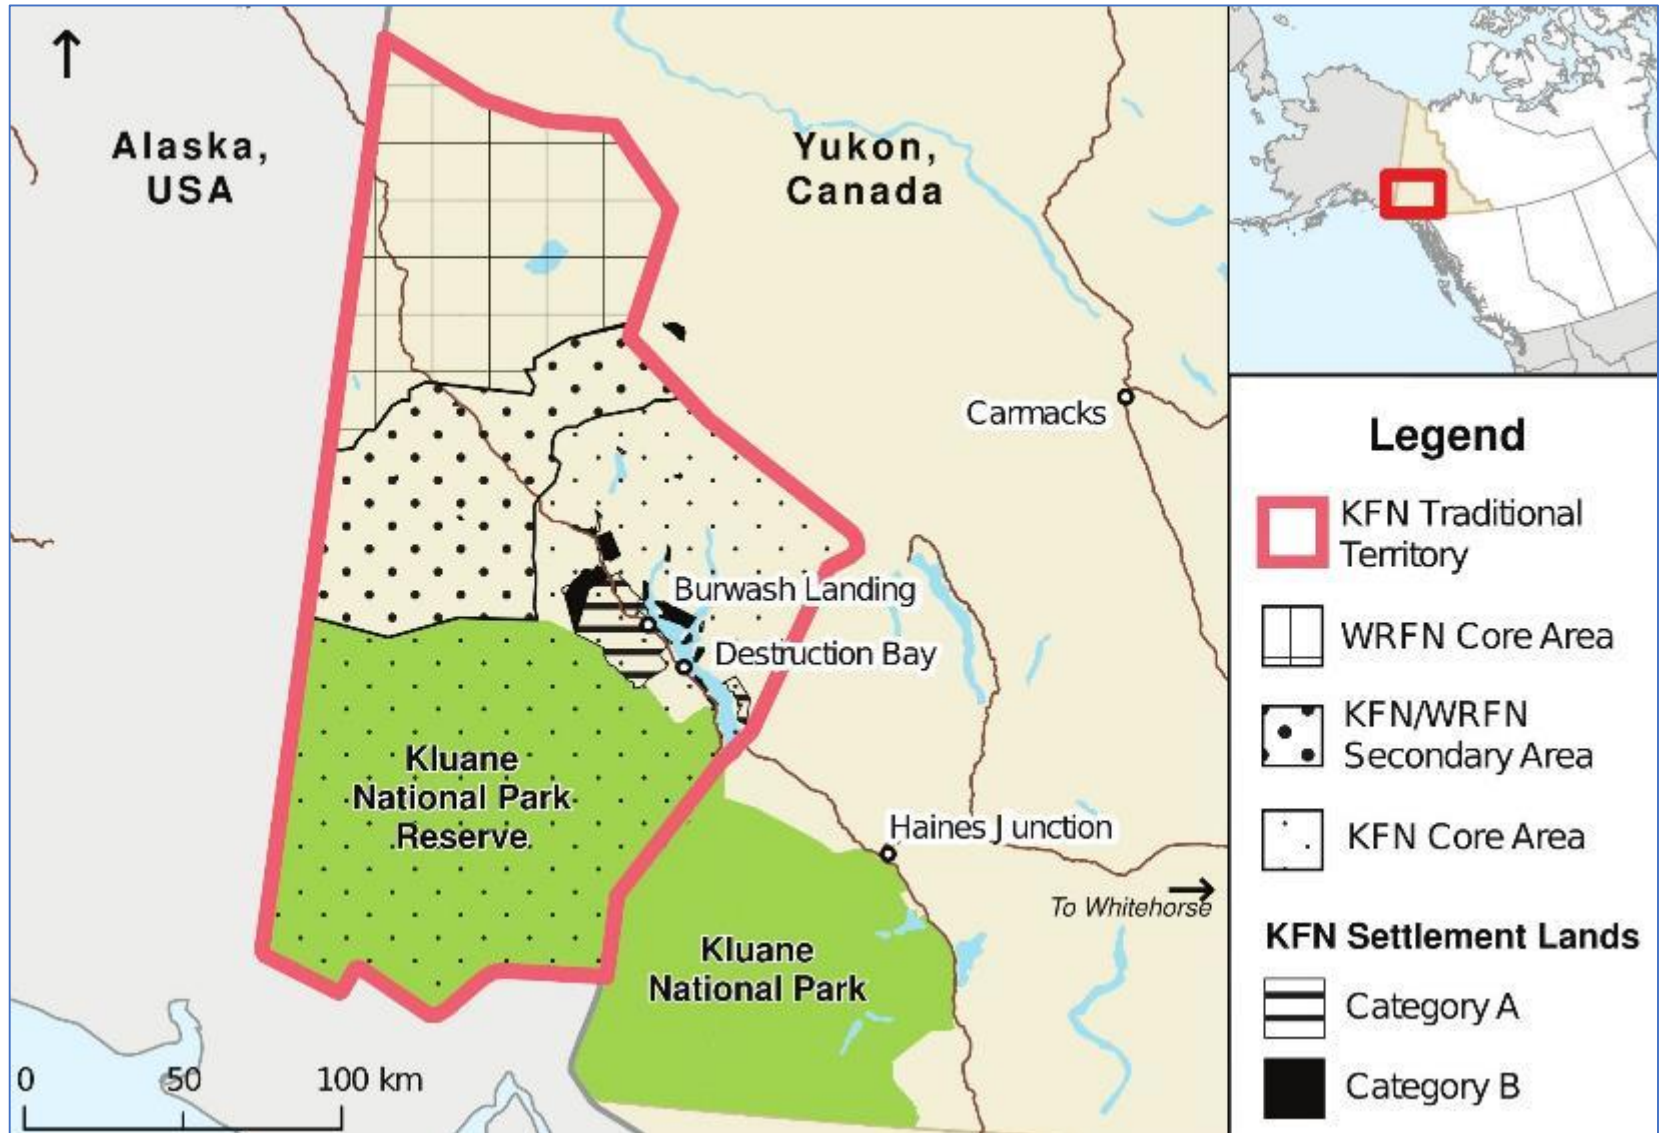 Alaska,
USA
Yukon,
Canada
Carmacks
Burwash Landing
Destruction Bay
Kluane
National Park
Reserve
Haines Junction
To Whitehorse
Kluane
National Park
0 50 100 km
Legend
KFN Traditional
Territory
WRFN Core Area
KFN/WRFN
Secondary Area
KFN Core Area
KFN Settlement Lands
Category A
Category B